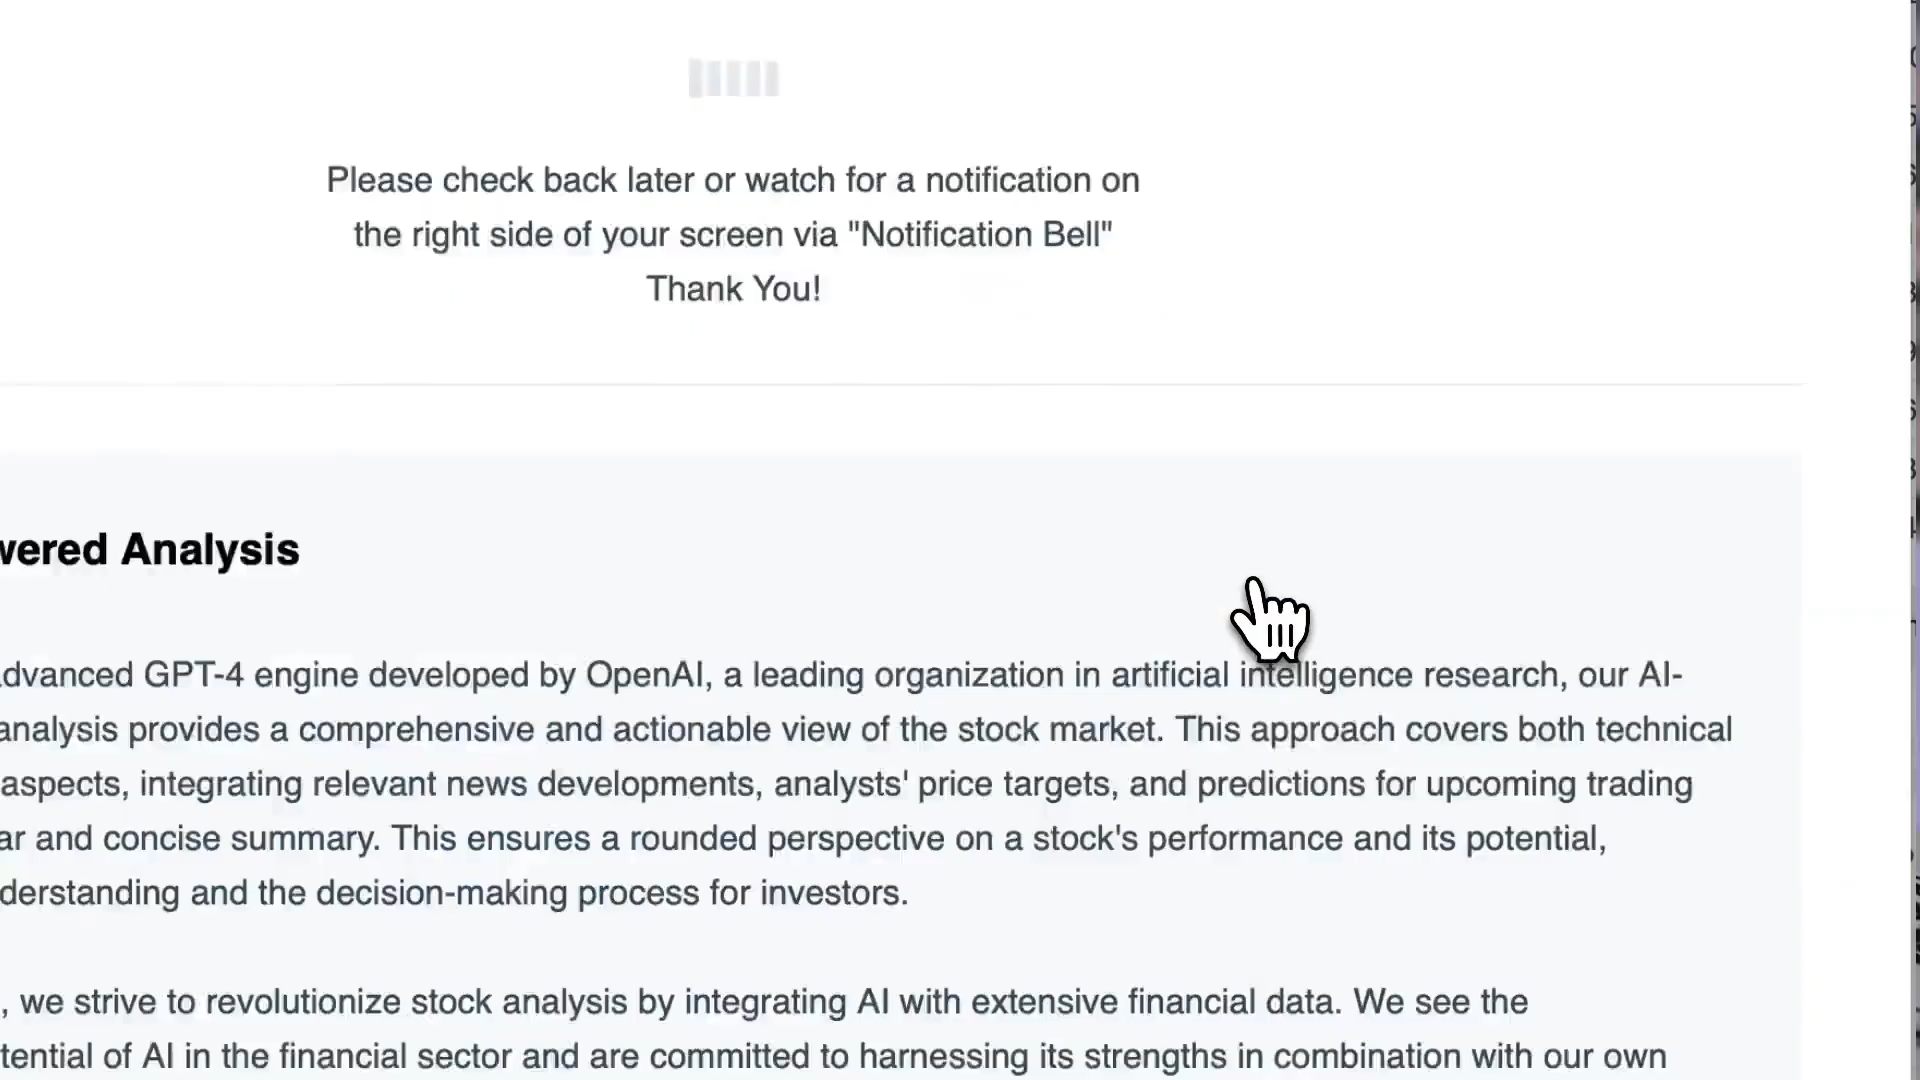 Please check back later or watch for a notification on
the right side of your screen via "Notification Bell"
Thank You!
wered Analysis
dvanced GPT-4 engine developed by OpenAI, a leading organization in artificial intelligence research, our AI-
analysis provides a comprehensive and actionable view of the stock market. This approach covers both technical
aspects, integrating relevant news developments, analysts' price targets, and predictions for upcoming trading
ar and concise summary. This ensures a rounded perspective on a stock's performance and its potential,
derstanding and the decision-making process for investors.
, we strive to revolutionize stock analysis by integrating AI with extensive financial data. We see the
tential of AI in the financial sector and are committed to harnessing its strengths in combination with our own